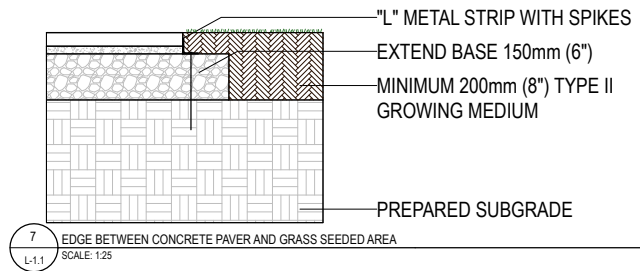 "L" METAL STRIP WITH SPIKES
EXTEND BASE 150mm (6")
MINIMUM 200mm (8") TYPE II
GROWING MEDIUM
PREPARED SUBGRADE
7
L-1.1
EDGE BETWEEN CONCRETE PAVER AND GRASS SEEDED AREA
SCALE: 1:25